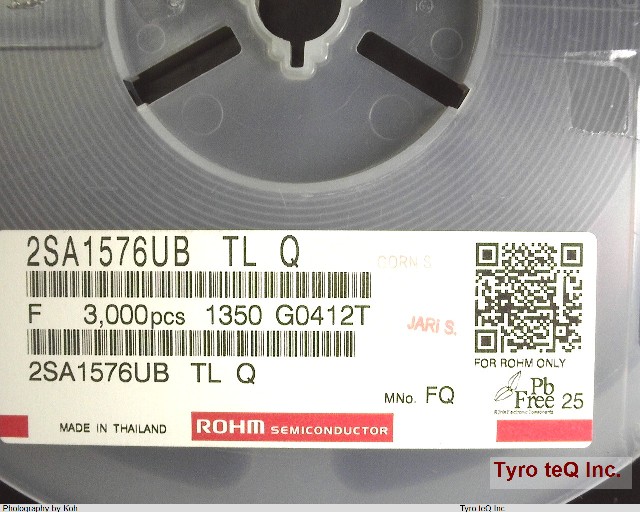 2SA1576UB TL Q
CORN S
F 3,000pcs 1350 G0412T
JARI S.
2SA1576UB TL Q
FOR ROHM ONLY
MNo. FQ
Pb
Free 25
MADE IN THAILAND
ROHM SEMICONDUCTOR
Tyro teQ Inc.
Photography by Koh
Tyro teQ Inc